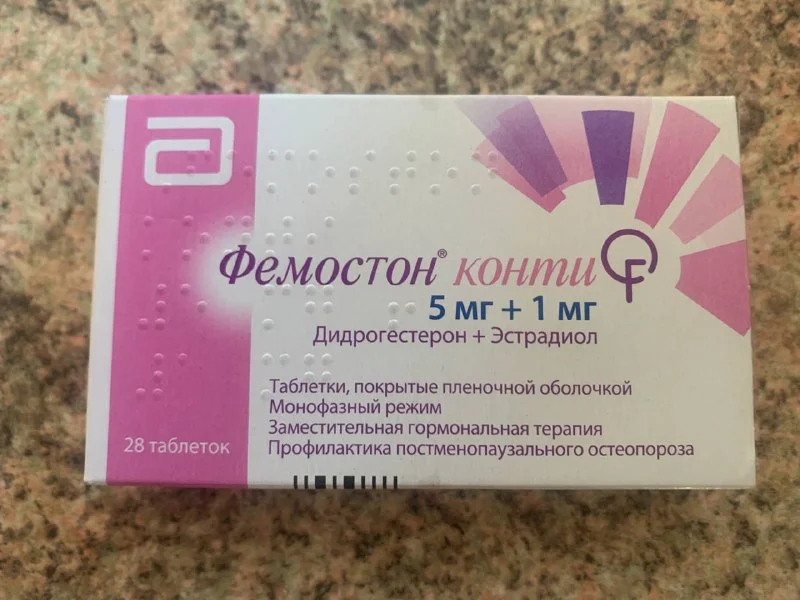 Фемостон® конти
5 мг + 1 мг
Дидрогестерон + Эстрадиол
Таблетки, покрытые пленочной оболочкой
Монофазный режим
Заместительная гормональная терапия
Профилактика постменопаузального остеопороза
28 таблеток